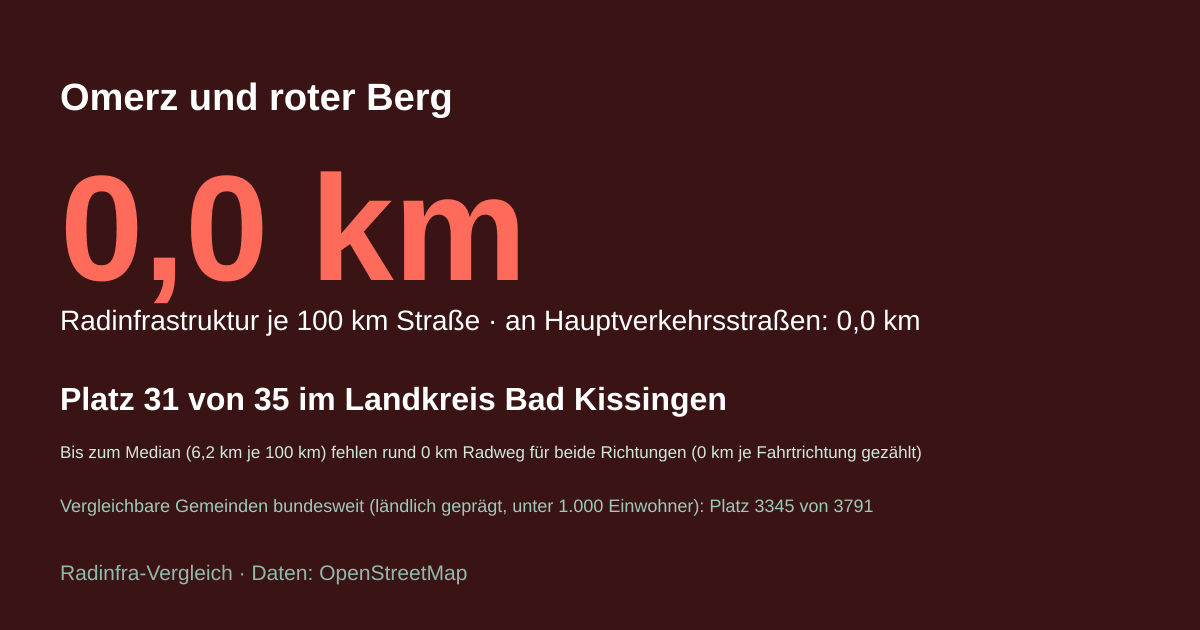 Omerz und roter Berg
0,0 km
Radinfrastruktur je 100 km Straße · an Hauptverkehrsstraßen: 0,0 km
Platz 31 von 35 im Landkreis Bad Kissingen
Bis zum Median (6,2 km je 100 km) fehlen rund 0 km Radweg für beide Richtungen (0 km je Fahrtrichtung gezählt)
Vergleichbare Gemeinden bundesweit (ländlich geprägt, unter 1.000 Einwohner): Platz 3345 von 3791
Radinfra-Vergleich · Daten: OpenStreetMap